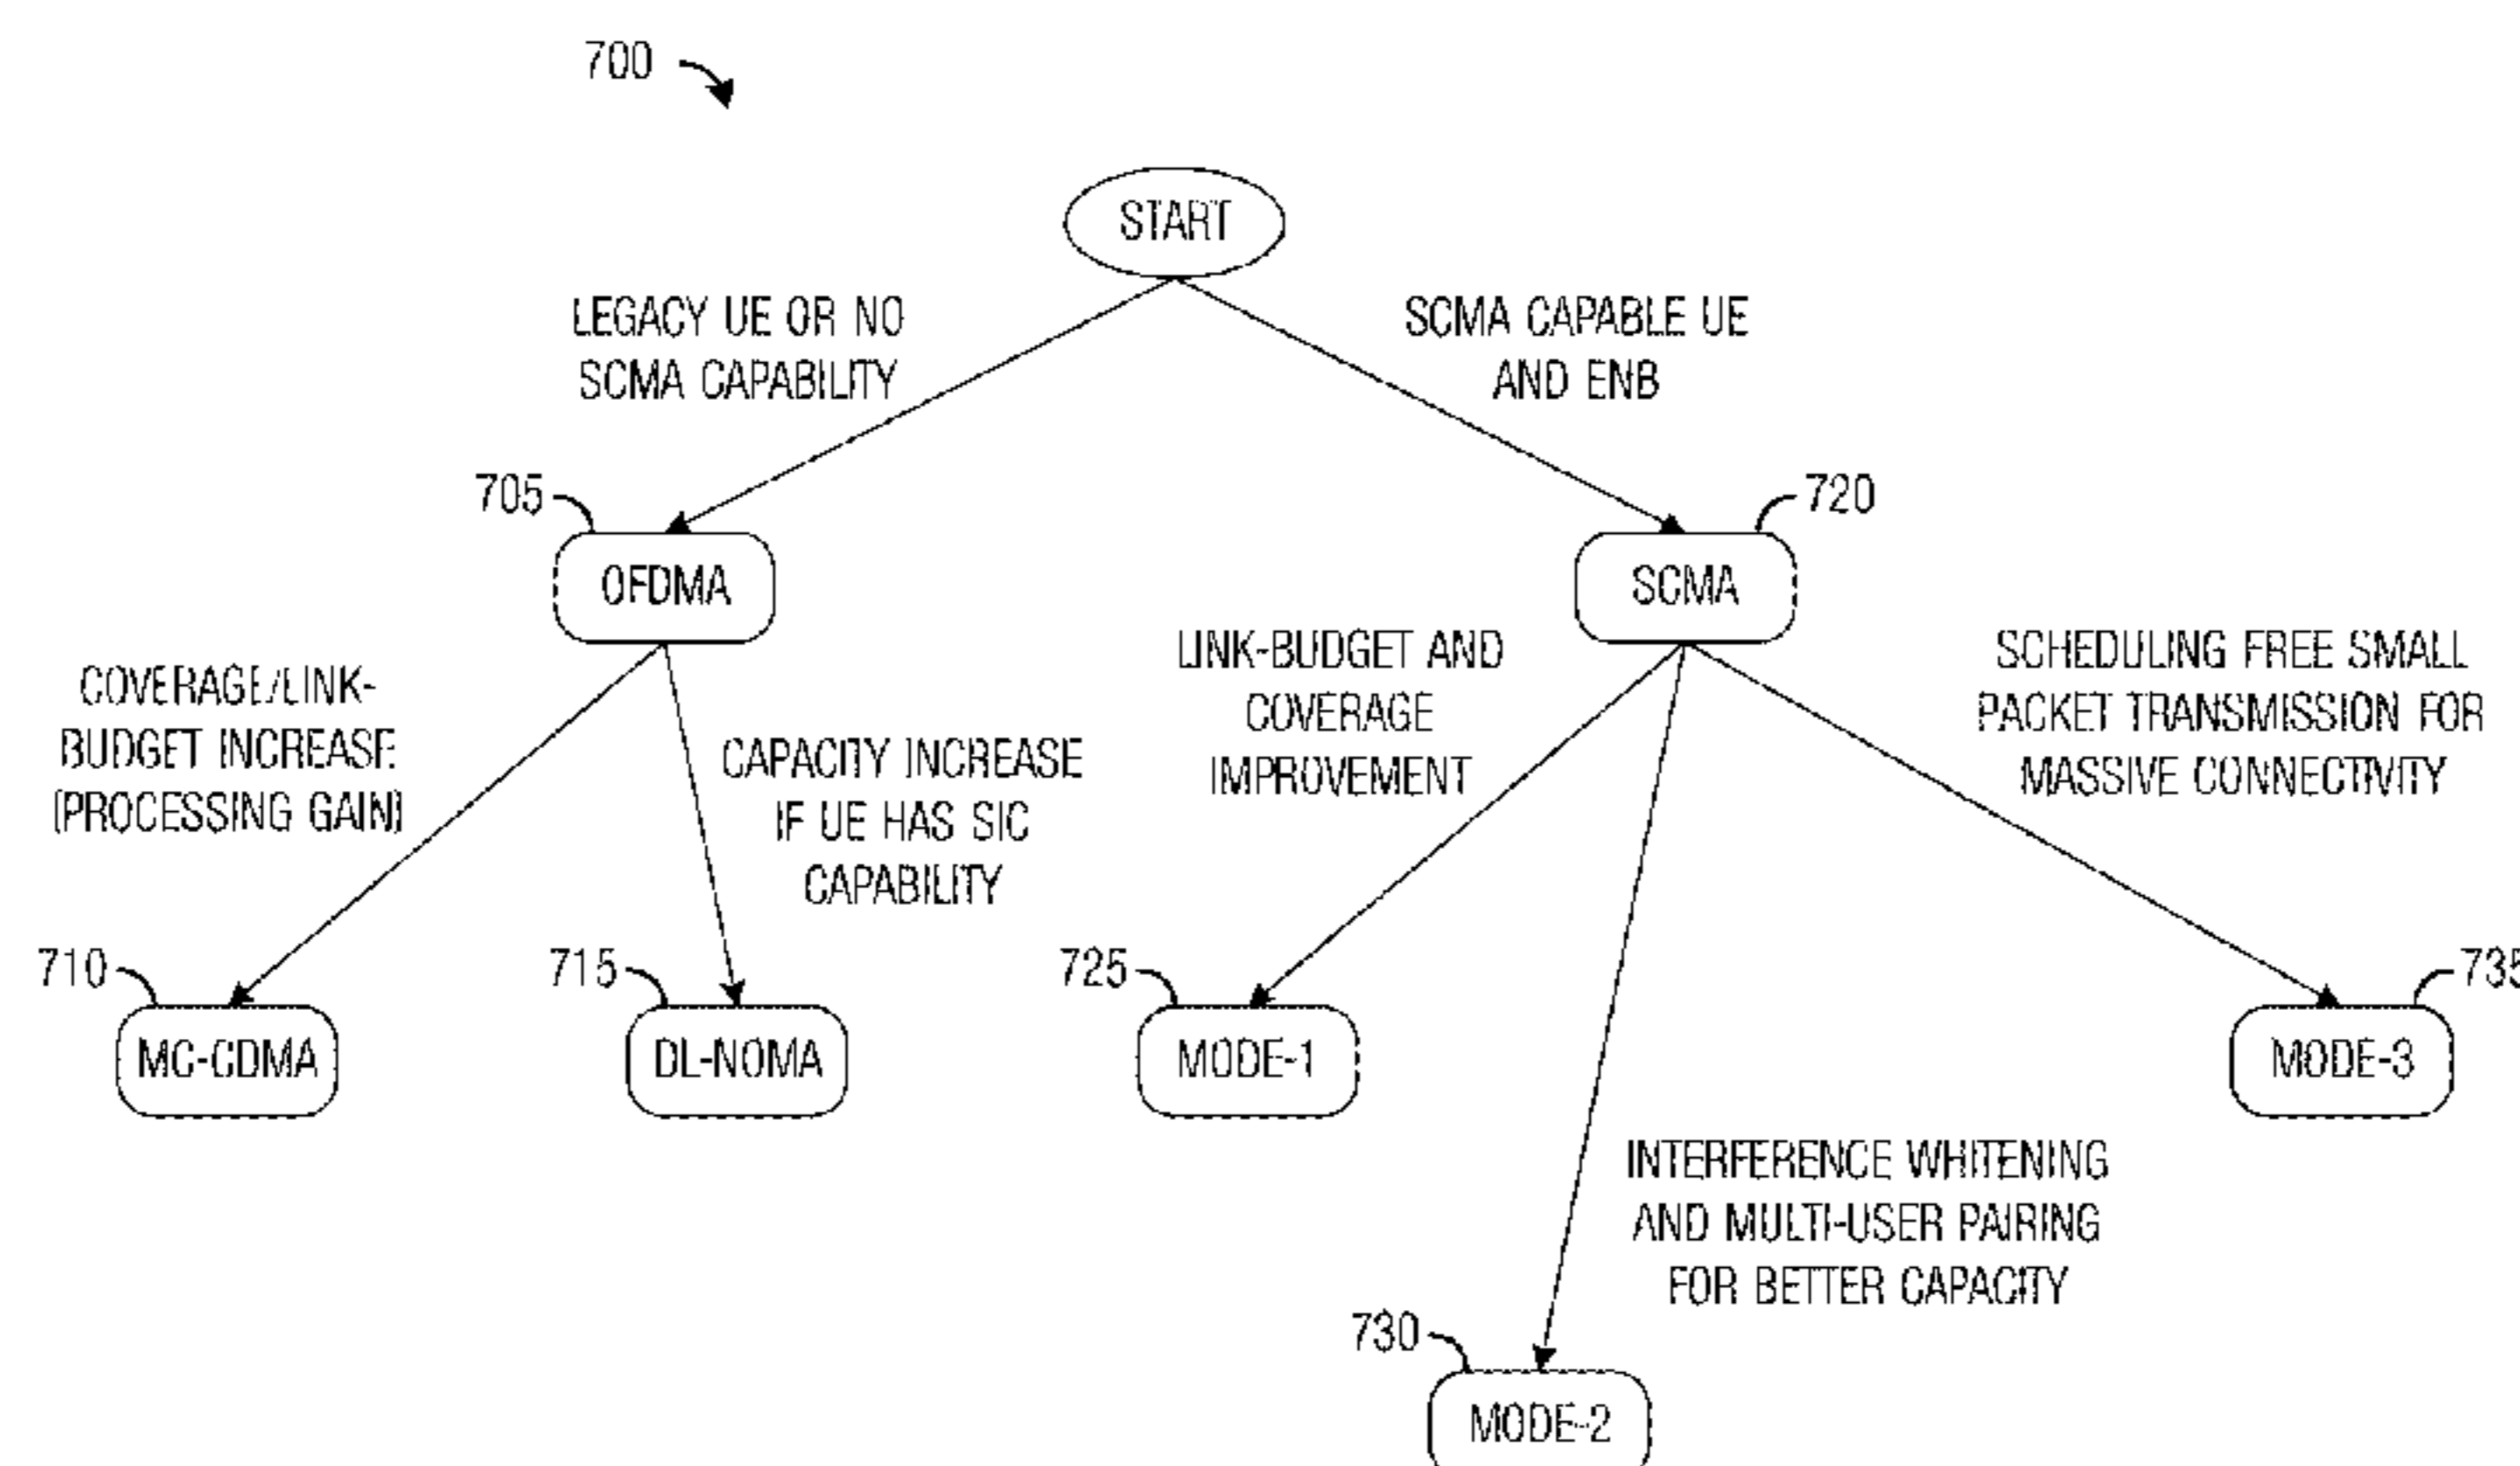 700
START
LEGACY UE OR NO
SCMA CAPABILITY
SCMA CAPABLE UE
AND ENB
705
OFDMA
720
SCMA
COVERAGE/LINK-
BUDGET INCREASE
(PROCESSING GAIN)
CAPACITY INCREASE
IF UE HAS SIC
CAPABILITY
LINK-BUDGET AND
COVERAGE
IMPROVEMENT
SCHEDULING FREE SMALL
PACKET TRANSMISSION FOR
MASSIVE CONNECTIVITY
710
MC-CDMA
715
DL-NOMA
725
MODE-1
735
MODE-3
INTERFERENCE WHITENING
AND MULTI-USER PAIRING
FOR BETTER CAPACITY
730
MODE-2